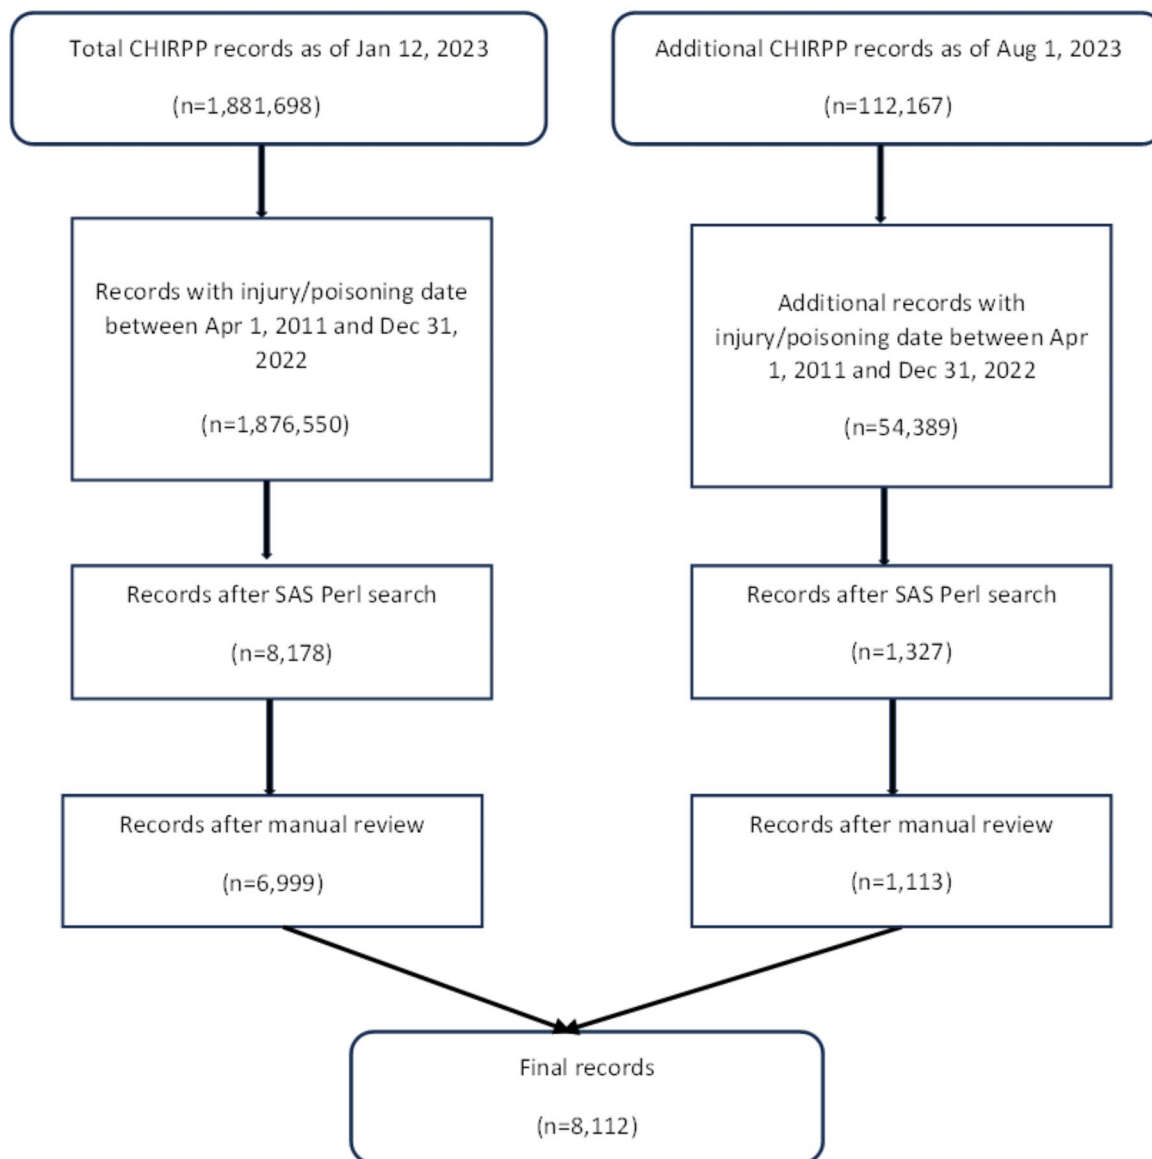 Total CHIRPP records as of Jan 12, 2023
(n=1,881,698)
Additional CHIRPP records as of Aug 1, 2023
(n=112,167)
Records with injury/poisoning date
between Apr 1, 2011 and Dec 31,
2022
(n=1,876,550)
Additional records with
injury/poisoning date between Apr
1, 2011 and Dec 31, 2022
(n=54,389)
Records after SAS Perl search
(n=8,178)
Records after SAS Perl search
(n=1,327)
Records after manual review
(n=6,999)
Records after manual review
(n=1,113)
Final records
(n=8,112)